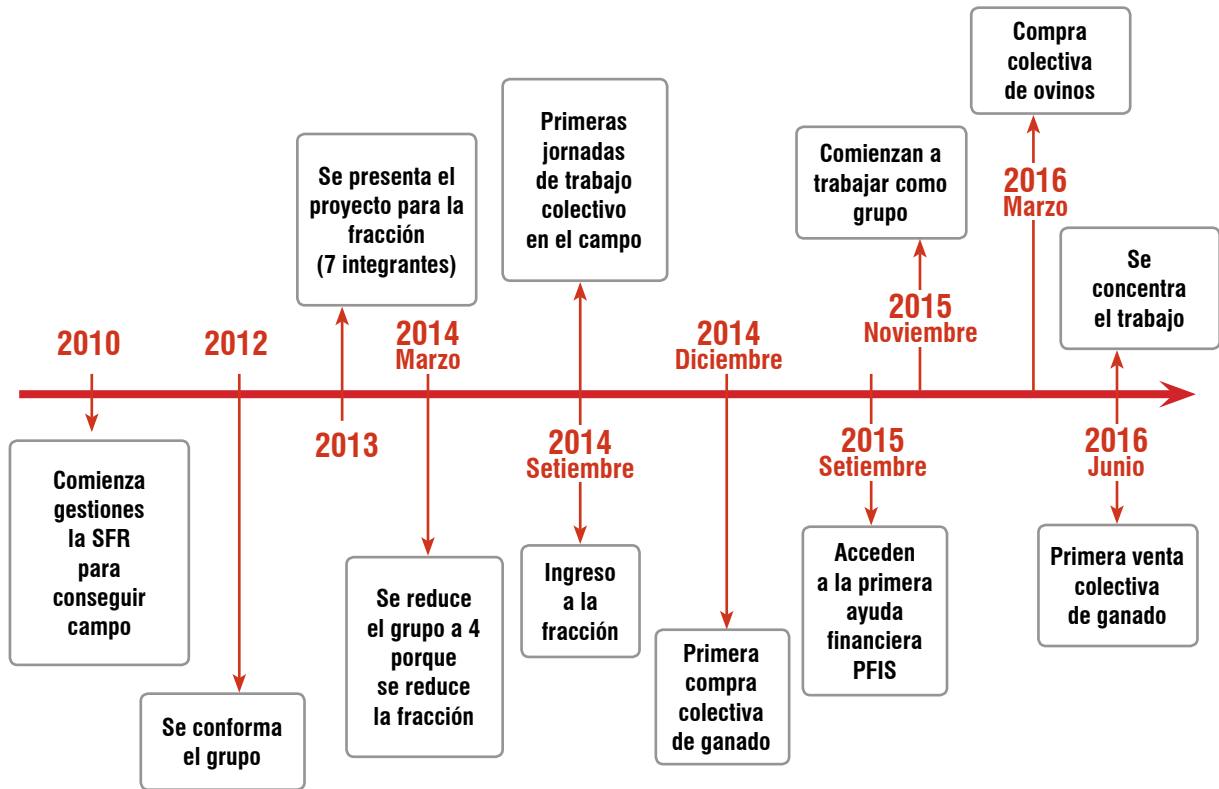 2010
Comienza
gestiones
la SFR
para
conseguir
campo
2012
Se conforma
el grupo
Se presenta el
proyecto para la
fracción
(7 integrantes)
2013
2014
Marzo
Se reduce
el grupo a 4
porque
se reduce
la fracción
Primeras
jornadas
de trabajo
colectivo
en el campo
2014
Setiembre
Ingreso
a la
fracción
2014
Diciembre
Primera
compra
colectiva
de ganado
2015
Setiembre
Acceden
a la primera
ayuda
financiera
PFIS
Comienzan a
trabajar como
grupo
2015
Noviembre
Compra
colectiva
de ovinos
2016
Marzo
Se
concentra
el trabajo
2016
Junio
Primera venta
colectiva
de ganado